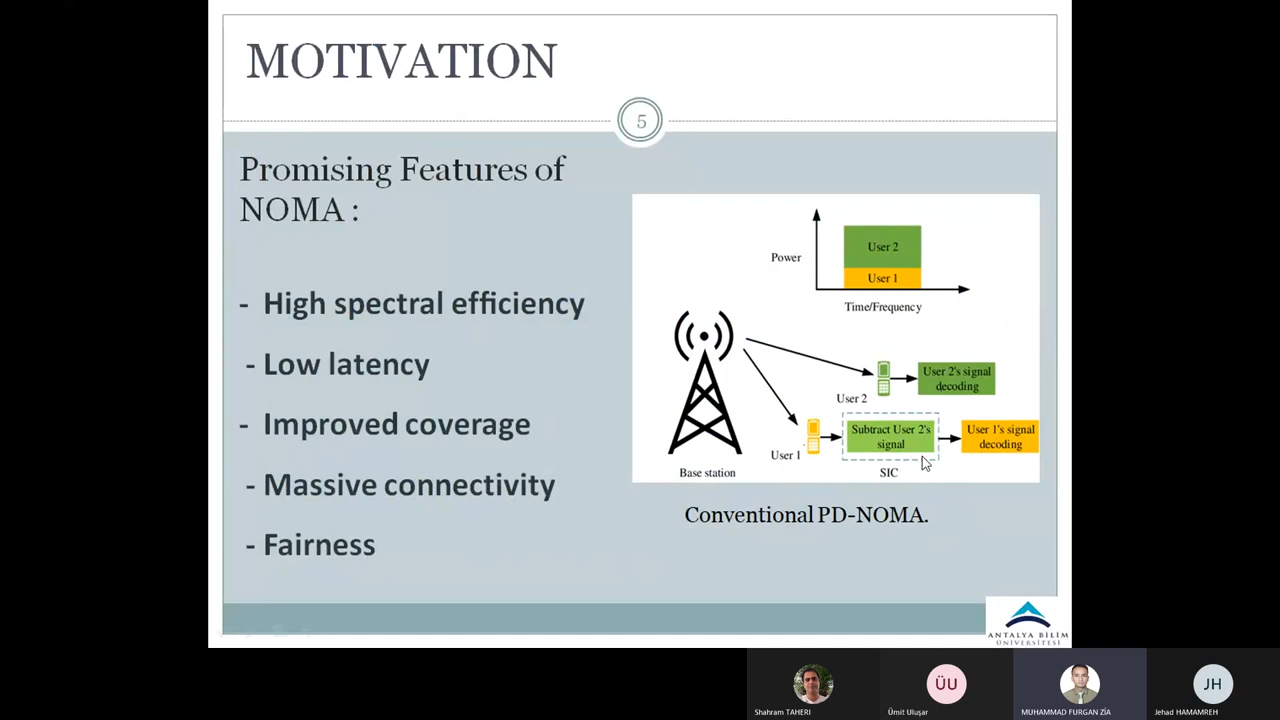 MOTIVATION
5
Promising Features of
NOMA :
- High spectral efficiency
- Low latency
- Improved coverage
- Massive connectivity
- Fairness
Power
User 2
User 1
Time/Frequency
User 2
User 2's signal
decoding
User 1
Subtract User 2's
signal
User 1's signal
decoding
Base station
SIC
Conventional PD-NOMA.
ANTALYA BİLİM
ÜNİVERSİTESİ
Shahram TAHERI
ÜU
Ümit Uluşar
MUHAMMAD FURGAN ZİA
JH
Jehad HAMAMREH